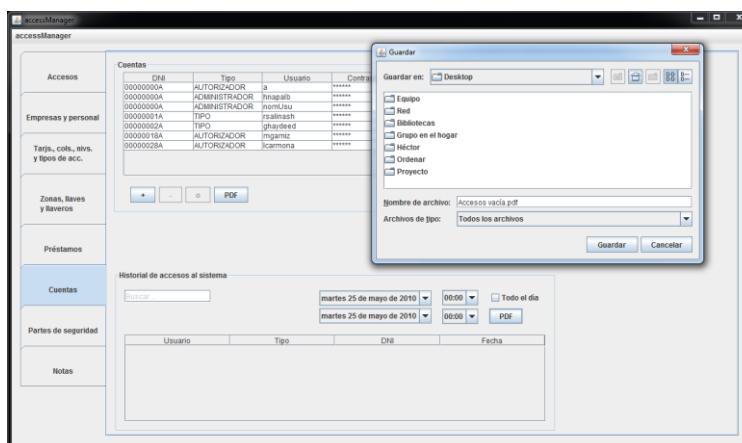 accessManager
accessManager
Accesos
Empresas y personal
Tarjs., cols., nivs.
y tipos de acc.
Zonas, llaves
y llaveros
Préstamos
Cuentas
Partes de seguridad
Notas
Cuentas
DNI Tipo Usuario
00000000A AUTORIZADOR a ******
00000000A ADMINISTRADOR hnapalb ******
00000000A ADMINISTRADOR nomUsu ******
00000001A TIPO rsalinash ******
00000002A TIPO ghaydeed ******
00000018A AUTORIZADOR mgamiz ******
00000028A AUTORIZADOR lcarmona ******
+ - PDF
Guardar
Guardar en: Desktop
Equipo
Red
Bibliotecas
Grupo en el hogar
Héctor
Ordenar
Proyecto
Nombre de archivo: Accesos vacía.pdf
Archivos de tipo: Todos los archivos
Guardar Cancelar
Historial de accesos al sistema
Buscar...
martes 25 de mayo de 2010 00:00 Todo el día
martes 25 de mayo de 2010 00:00 PDF
Usuario Tipo DNI Fecha